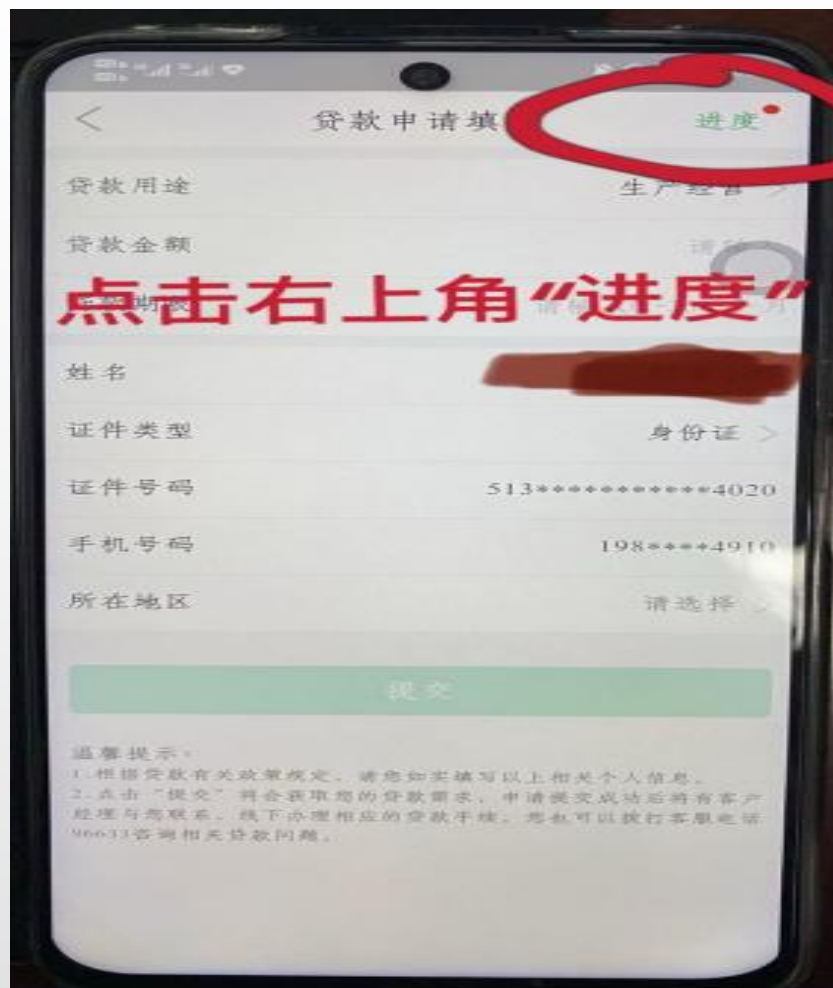 贷款申请填
进度
贷款用途
生产经营 >
贷款金额
点击右上角“进度”
姓名
证件类型
身份证 >
证件号码
513***********4020
手机号码
198****4910
所在地区
请选择 >
提交
温馨提示：
1.根据贷款有关政策规定，请您如实填写以上相关个人信息。
2.点击“提交”将会获取您的贷款需求，申请提交成功后将有客户
经理与您联系，线下办理相应的贷款手续。您也可以拨打客服电话
96633咨询相关贷款问题。